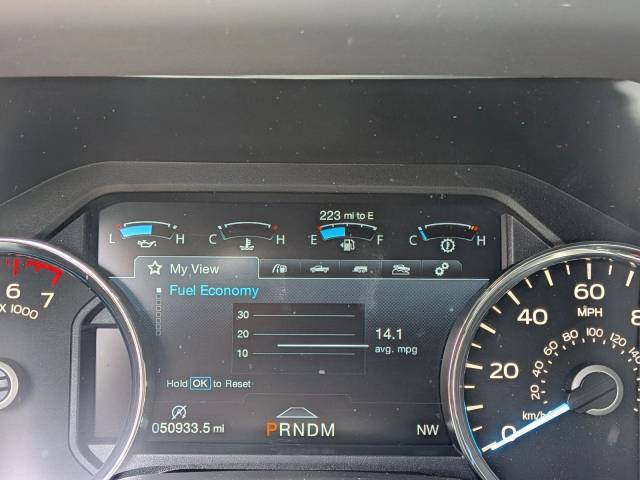 223 mi to E
L H C H E F C H
My View
Fuel Economy
30
20
10
14.1
avg. mpg
Hold OK to Reset
050933.5 mi
PRNDM
NW
6 7
X 1000
0 20 40 60 8
MPH
0 20 40 60 80 100 120
km/h